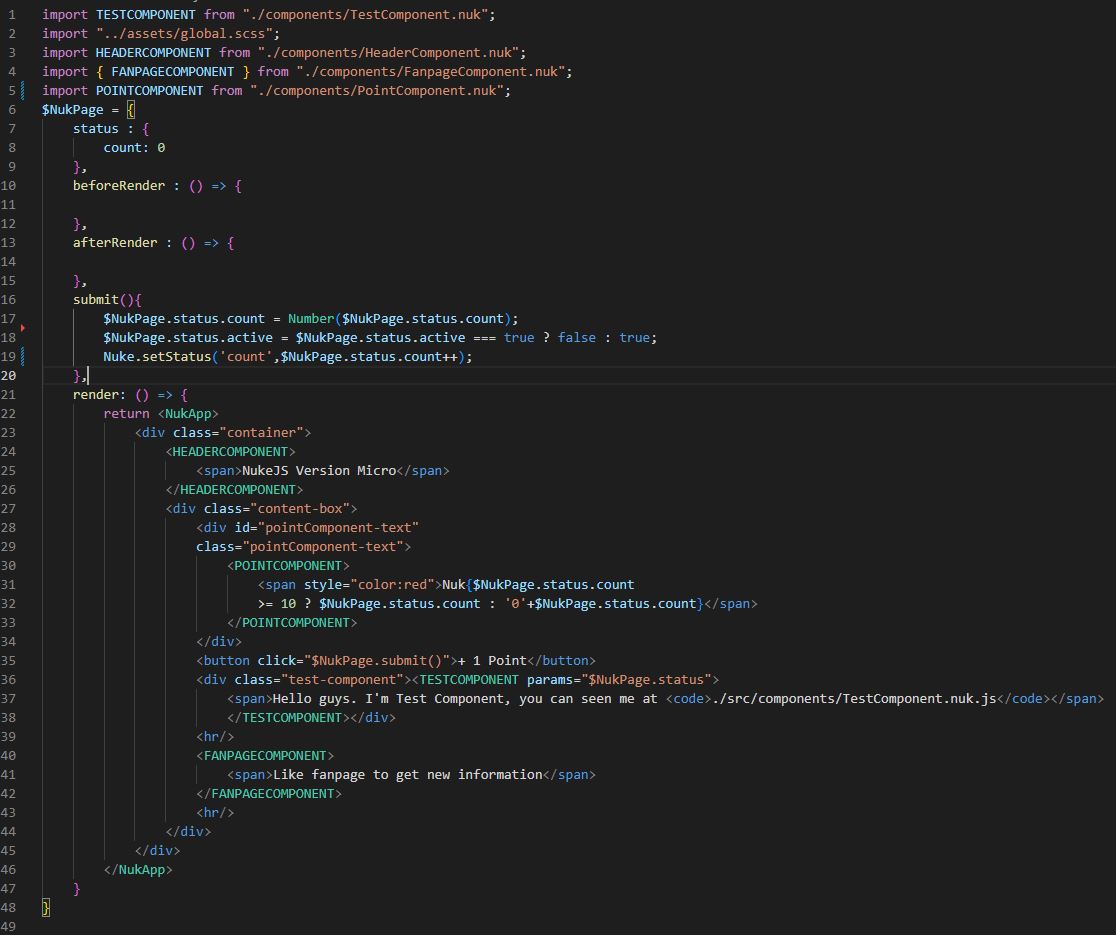 1 import TESTCOMPONENT from "./components/TestComponent.nuk";
2 import "../assets/global.scss";
3 import HEADERCOMPONENT from "./components/HeaderComponent.nuk";
4 import { FANPAGECOMPONENT } from "./components/FanpageComponent.nuk";
5 import POINTCOMPONENT from "./components/PointComponent.nuk";
6 $NukPage = {
7     status : {
8         count: 0
9     },
10     beforeRender : () => {
11
12     },
13     afterRender : () => {
14
15     },
16     submit(){
17         $NukPage.status.count = Number($NukPage.status.count);
18         $NukPage.status.active = $NukPage.status.active === true ? false : true;
19         Nuke.setStatus('count',$NukPage.status.count++);
20     },
21     render: () => {
22         return <NukApp>
23             <div class="container">
24                 <HEADERCOMPONENT>
25                     <span>NukeJS Version Micro</span>
26                 </HEADERCOMPONENT>
27                 <div class="content-box">
28                     <div id="pointComponent-text"
29                     class="pointComponent-text">
30                         <POINTCOMPONENT>
31                             <span style="color:red">Nuk{$NukPage.status.count
32                             >= 10 ? $NukPage.status.count : '0'+$NukPage.status.count}</span>
33                         </POINTCOMPONENT>
34                     </div>
35                     <button click="$NukPage.submit()">+ 1 Point</button>
36                     <div class="test-component"><TESTCOMPONENT params="$NukPage.status">
37                         <span>Hello guys. I'm Test Component, you can seen me at <code>./src/components/TestComponent.nuk.js</code></span>
38                         </TESTCOMPONENT></div>
39                     <hr/>
40                     <FANPAGECOMPONENT>
41                         <span>Like fanpage to get new information</span>
42                     </FANPAGECOMPONENT>
43                     <hr/>
44                 </div>
45             </div>
46         </NukApp>
47     }
48 }
49